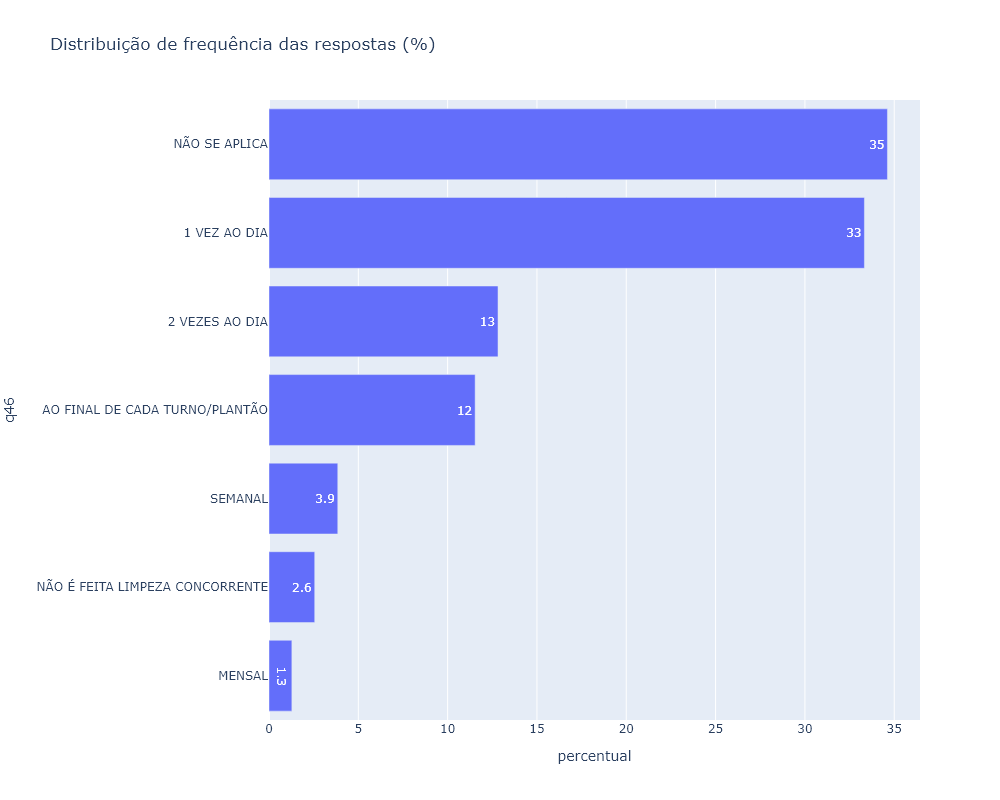 Distribuição de frequência das respostas (%)
NÃO SE APLICA
35
1 VEZ AO DIA
33
2 VEZES AO DIA
13
AO FINAL DE CADA TURNO/PLANTÃO
12
SEMANAL
3.9
NÃO É FEITA LIMPEZA CONCORRENTE
2.6
MENSAL
1.3
q46
0 5 10 15 20 25 30 35
percentual